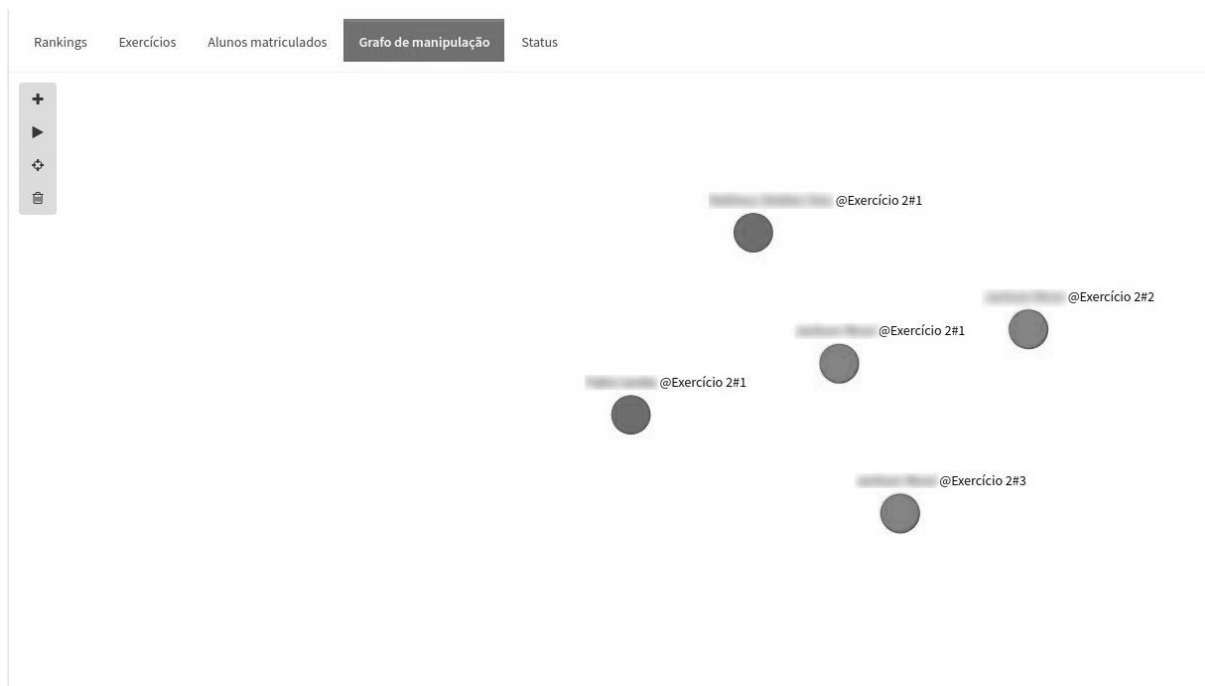 Rankings Exercícios Alunos matriculados Grafo de manipulação Status
@Exercício 2#1
@Exercício 2#2
@Exercício 2#1
@Exercício 2#1
@Exercício 2#3